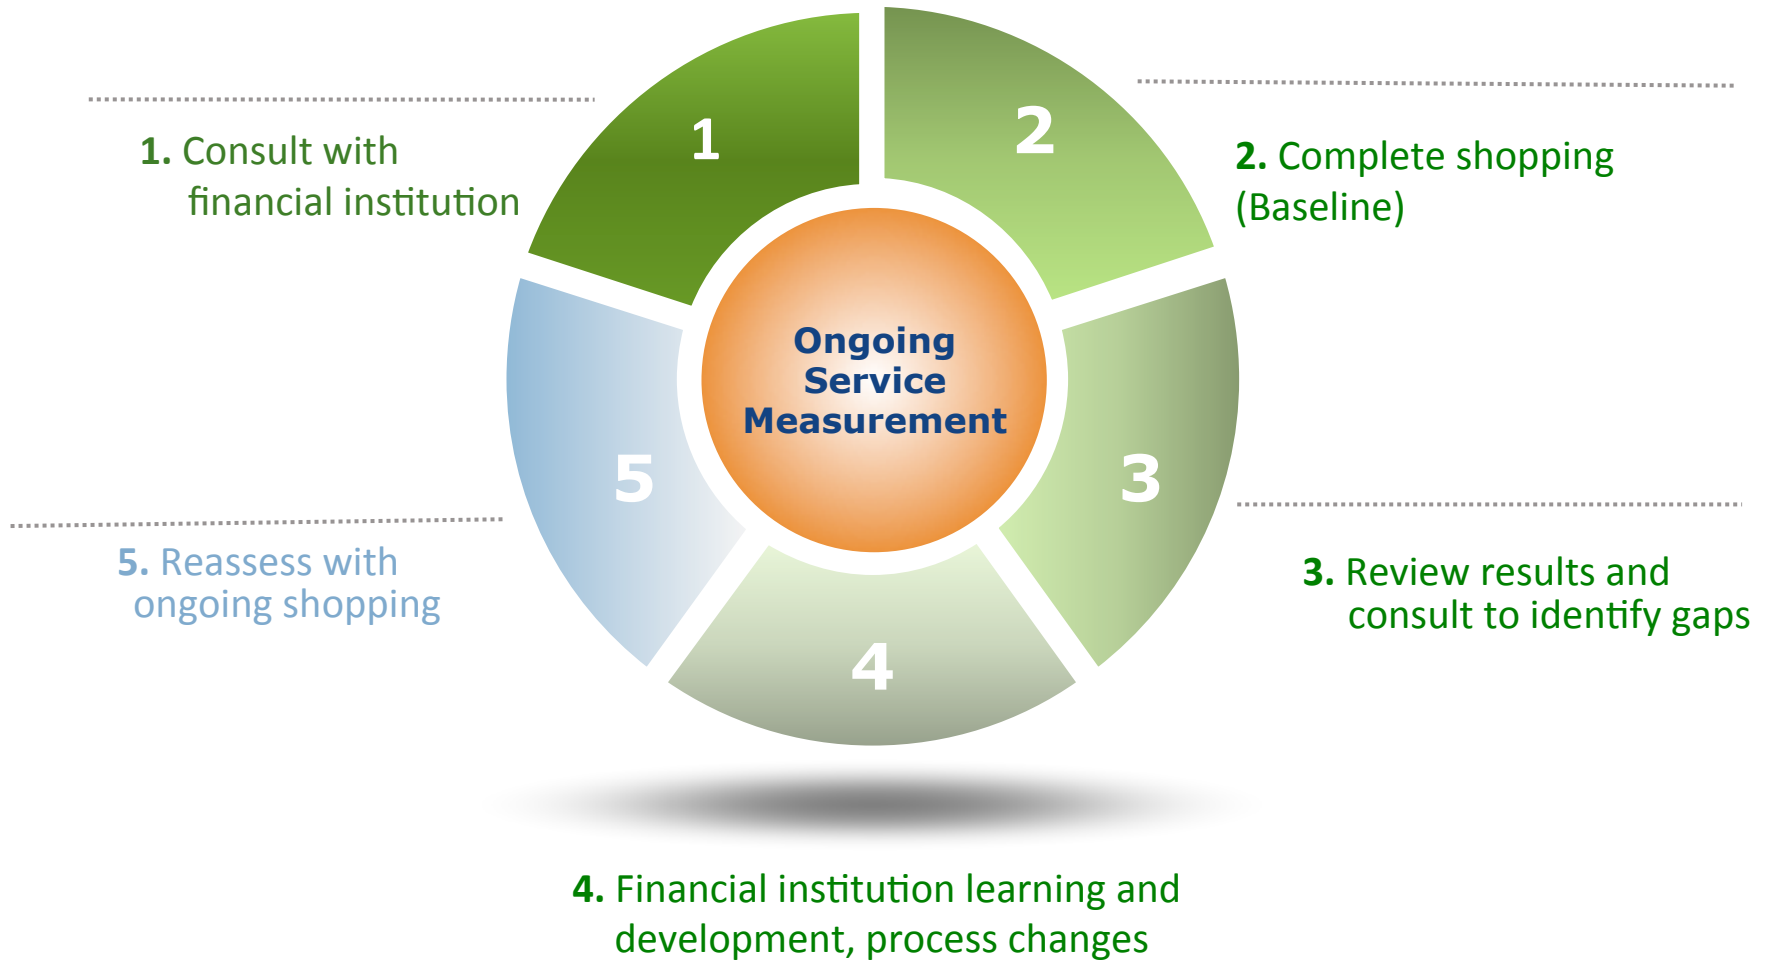 1
2
1. Consult with
financial institution
2. Complete shopping
(Baseline)
Ongoing
Service
Measurement
5
3
5. Reassess with
ongoing shopping
3. Review results and
consult to identify gaps
4
4. Financial institution learning and
development, process changes